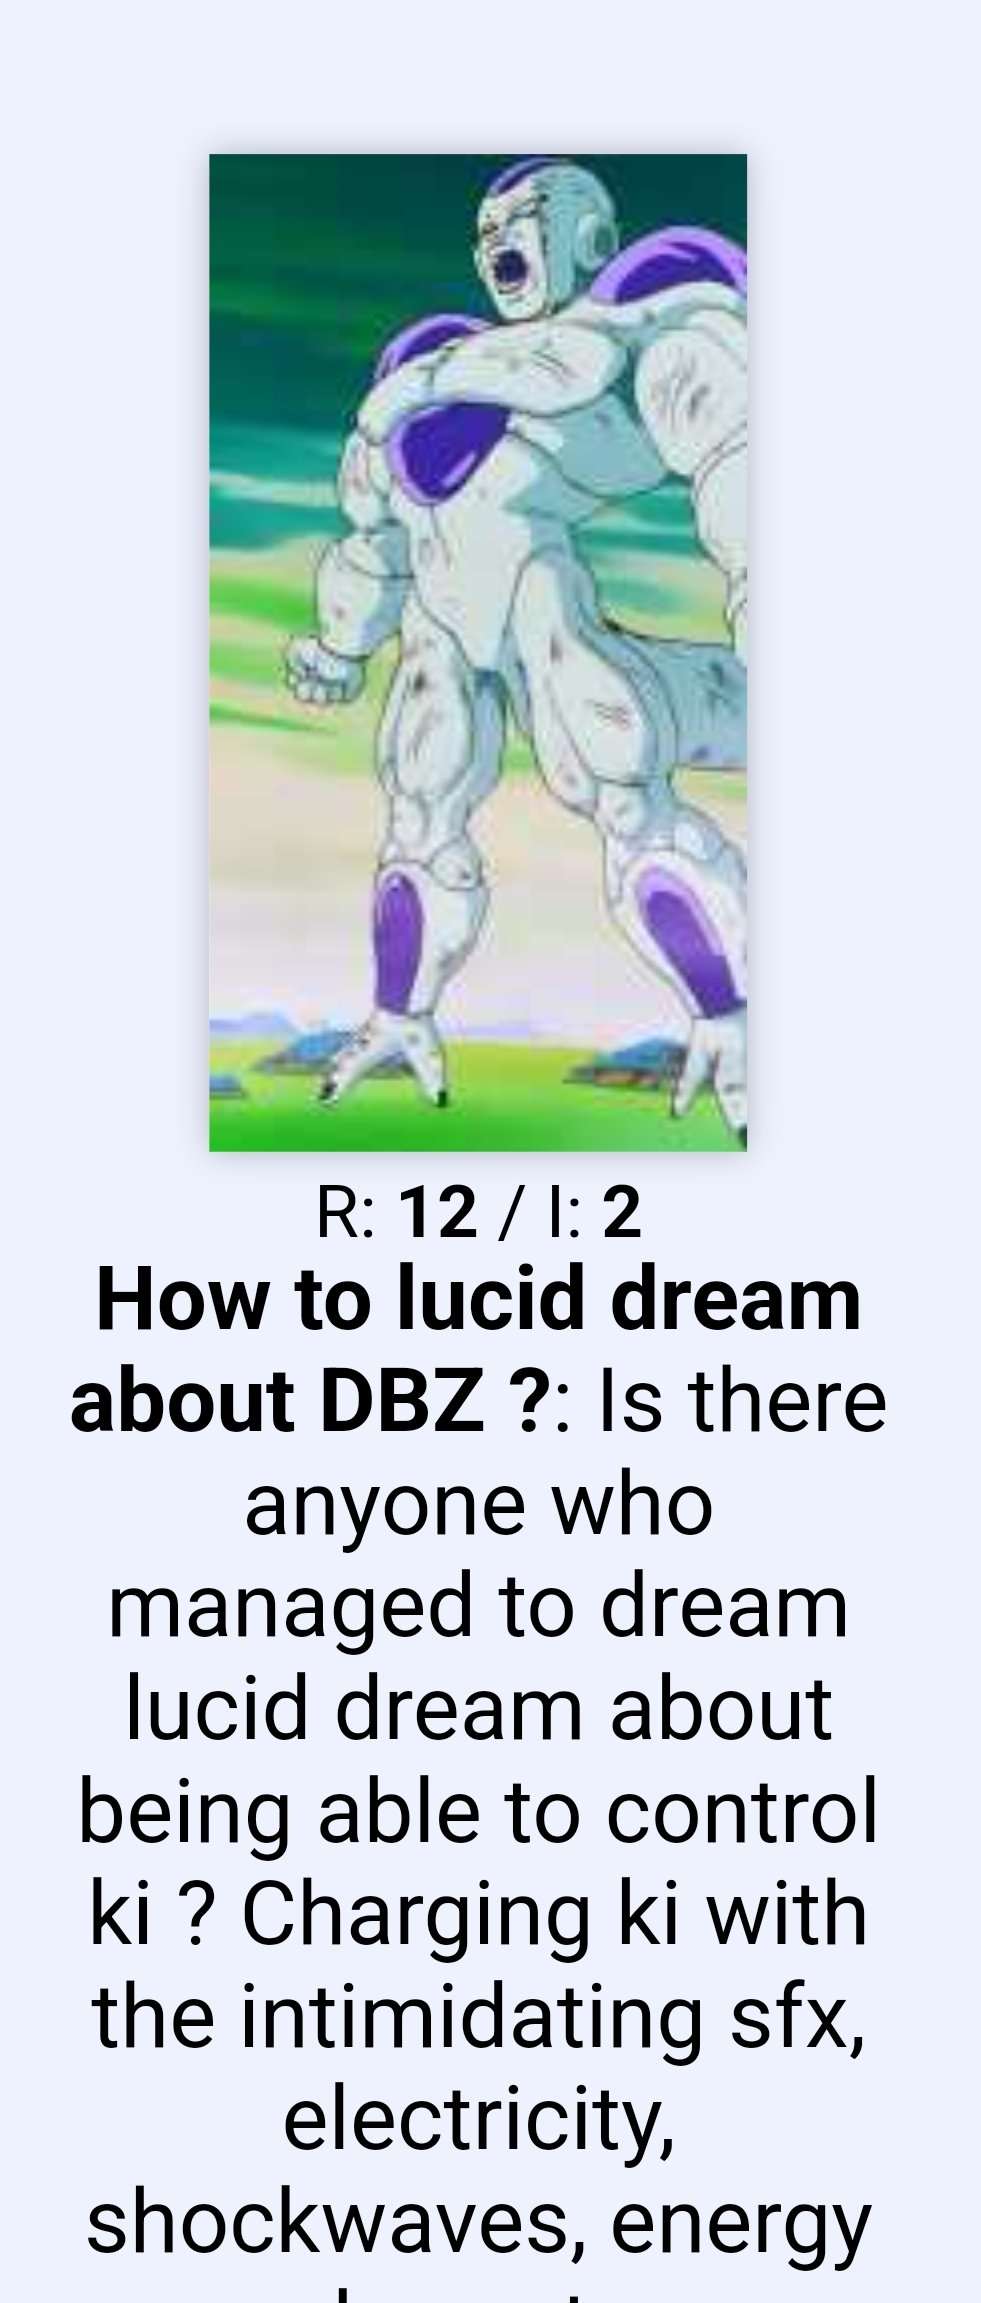 R: 12 / I: 2
How to lucid dream
about DBZ ?: Is there
anyone who
managed to dream
lucid dream about
being able to control
ki ? Charging ki with
the intimidating sfx,
electricity,
shockwaves, energy